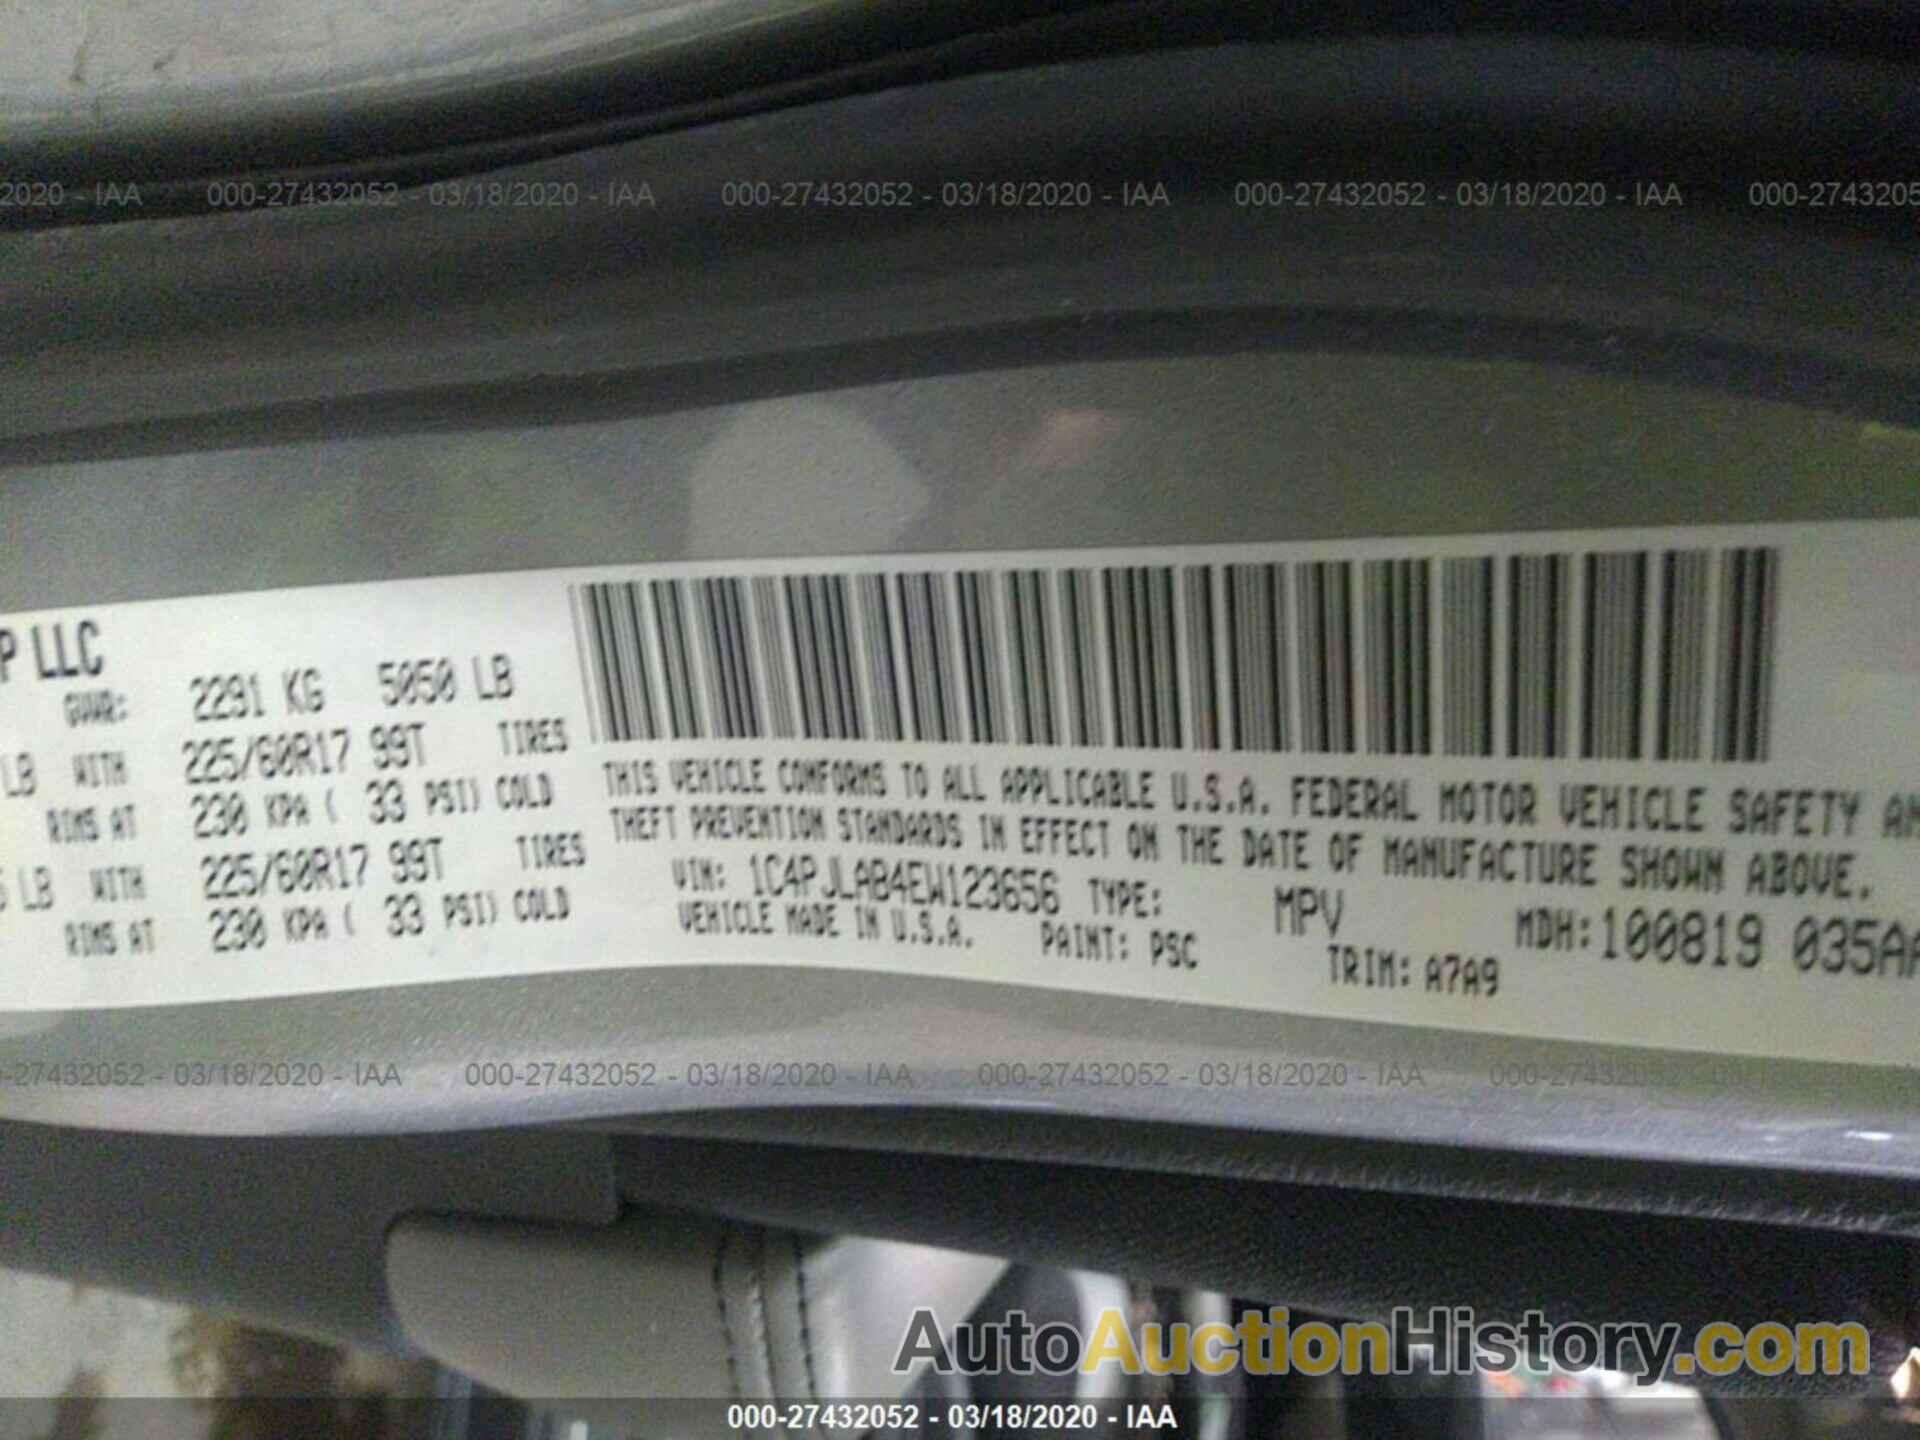 2020 - IAA 000-27432052 - 03/18/2020 - IAA 000-27432052 - 03/18/2020 - IAA 000-27432052 - 03/18/2020 - IAA 000-2743205
P LLC
GVWR: 2291 KG 5050 LB
LB WITH 225/60R17 99T TIRES
RIMS AT 230 KPA ( 33 PSI) COLD
LB WITH 225/60R17 99T TIRES
RIMS AT 230 KPA ( 33 PSI) COLD
THIS VEHICLE CONFORMS TO ALL APPLICABLE U.S.A. FEDERAL MOTOR VEHICLE SAFETY AN
THEFT PREVENTION STANDARDS IN EFFECT ON THE DATE OF MANUFACTURE SHOWN ABOVE.
VIN: 1C4PJLAB4EW123656 TYPE: MPV MDH: 100819 035AA
VEHICLE MADE IN U.S.A. PAINT: PSC TRIM: A7A9
-27432052 - 03/18/2020 - IAA 000-27432052 - 03/18/2020 - IAA 000-27432052 - 03/18/2020 - IAA 000-27432052 - 03/18/2020
AutoAuctionHistory.com
000-27432052 - 03/18/2020 - IAA